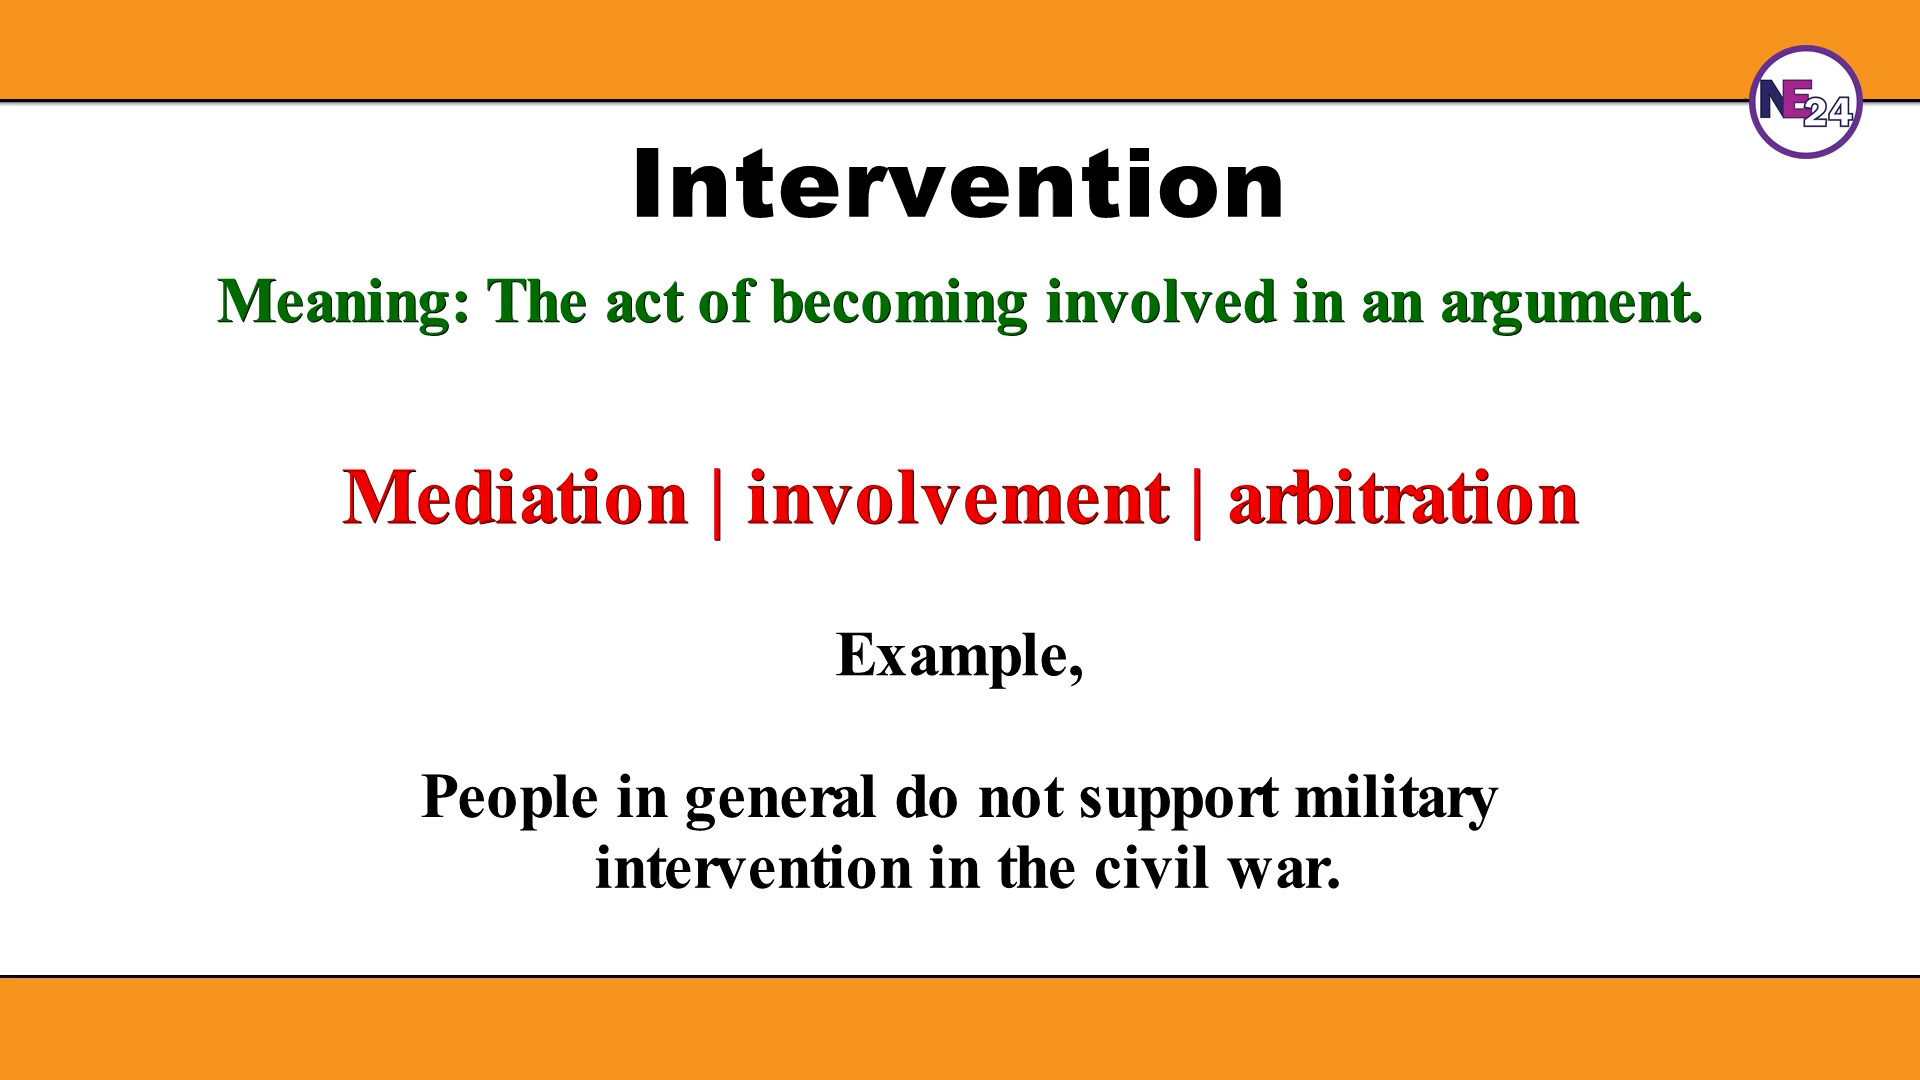 NE24
Intervention
Meaning: The act of becoming involved in an argument.
Mediation | involvement | arbitration
Example,
People in general do not support military
intervention in the civil war.